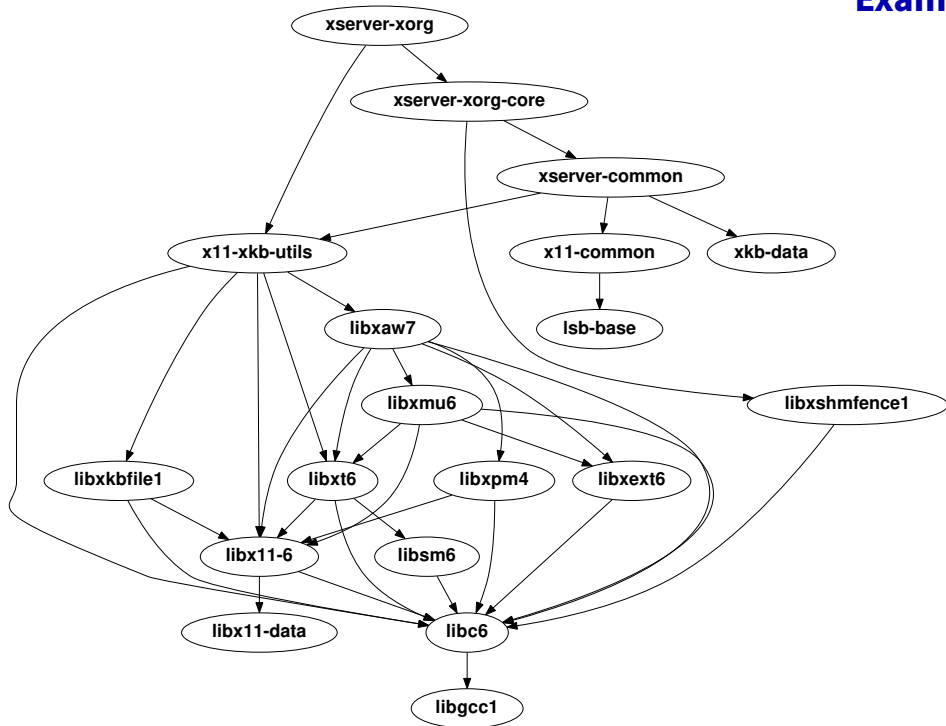 Exam
xserver-xorg
xserver-xorg-core
xserver-common
x11-xkb-utils
x11-common
xkb-data
libxaw7
lsb-base
libxmu6
libxshmfence1
libxkbfile1
libxt6
libxpm4
libxext6
libx11-6
libsm6
libx11-data
libc6
libgcc1